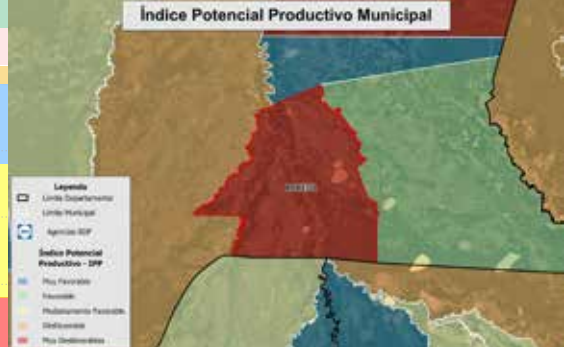 Índice Potencial Productivo Municipal
Leyenda
Límite Departamento
Límite Municipal
Agencias BDP
Índice Potencial
Productivo - IPP
Muy Favorable
Favorable
Medianamente Favorable
Desfavorable
Muy Desfavorable